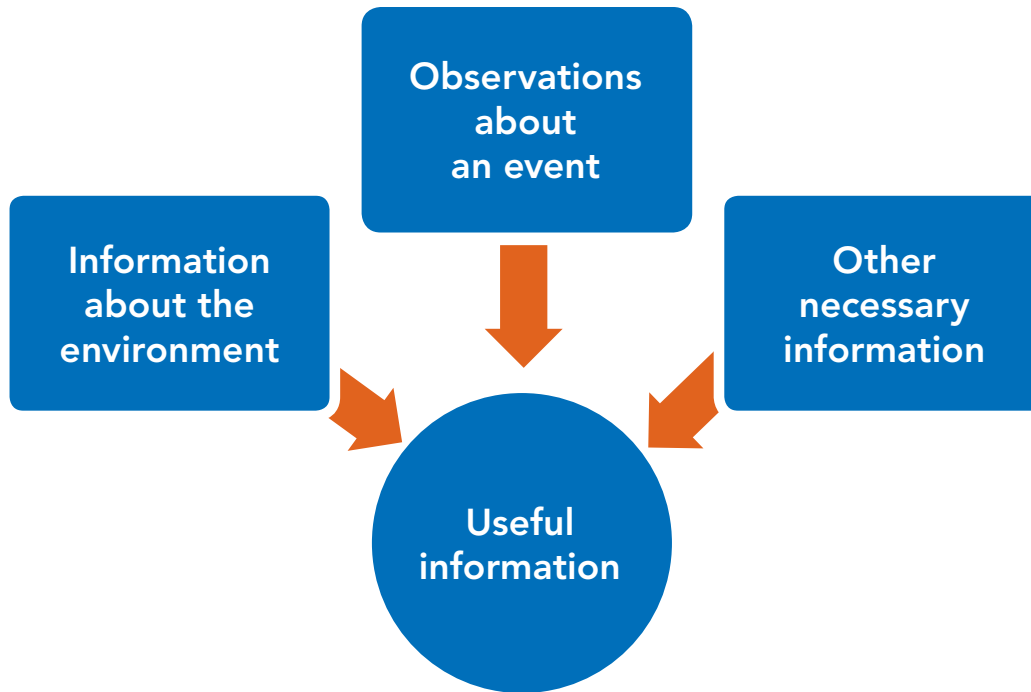 Observations
about
an event
Information
about the
environment
Other
necessary
information
Useful
information